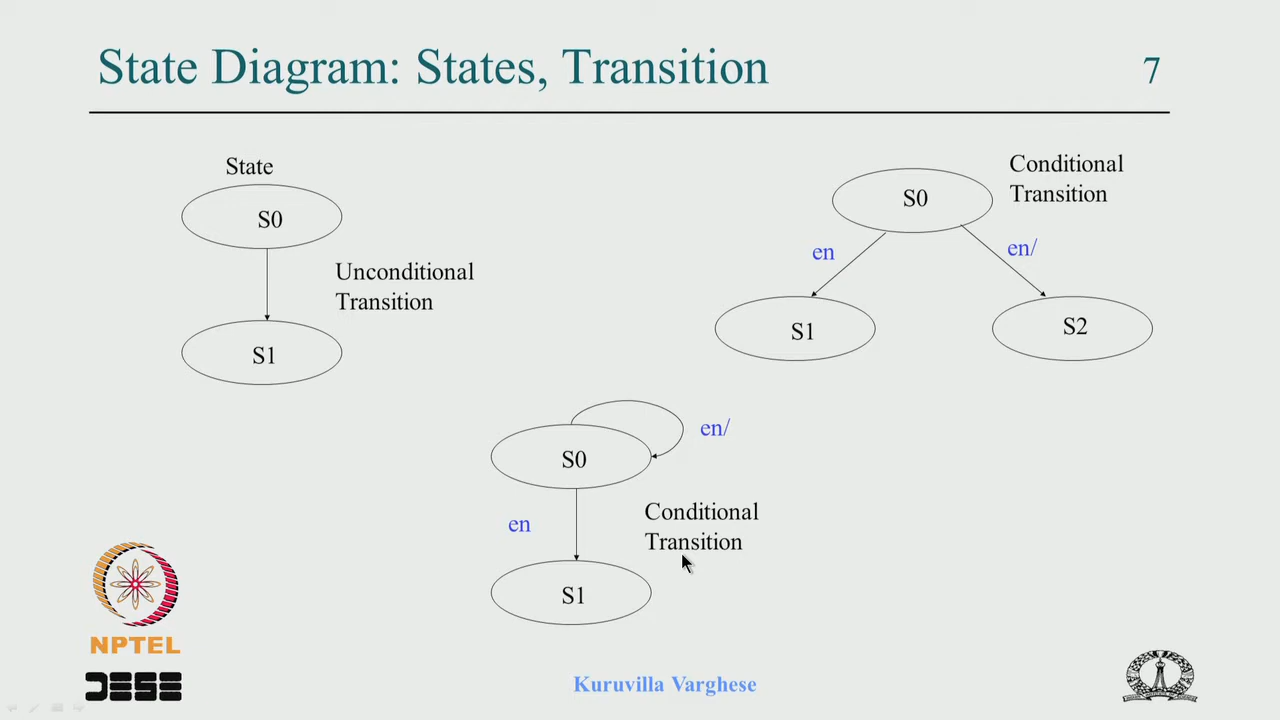 State Diagram: States, Transition
7
State
S0
Unconditional
Transition
S1
Conditional
Transition
S0
en
en/
S1
S2
S0
en/
en
Conditional
Transition
S1
NPTEL
DESE
Kuruvilla Varghese